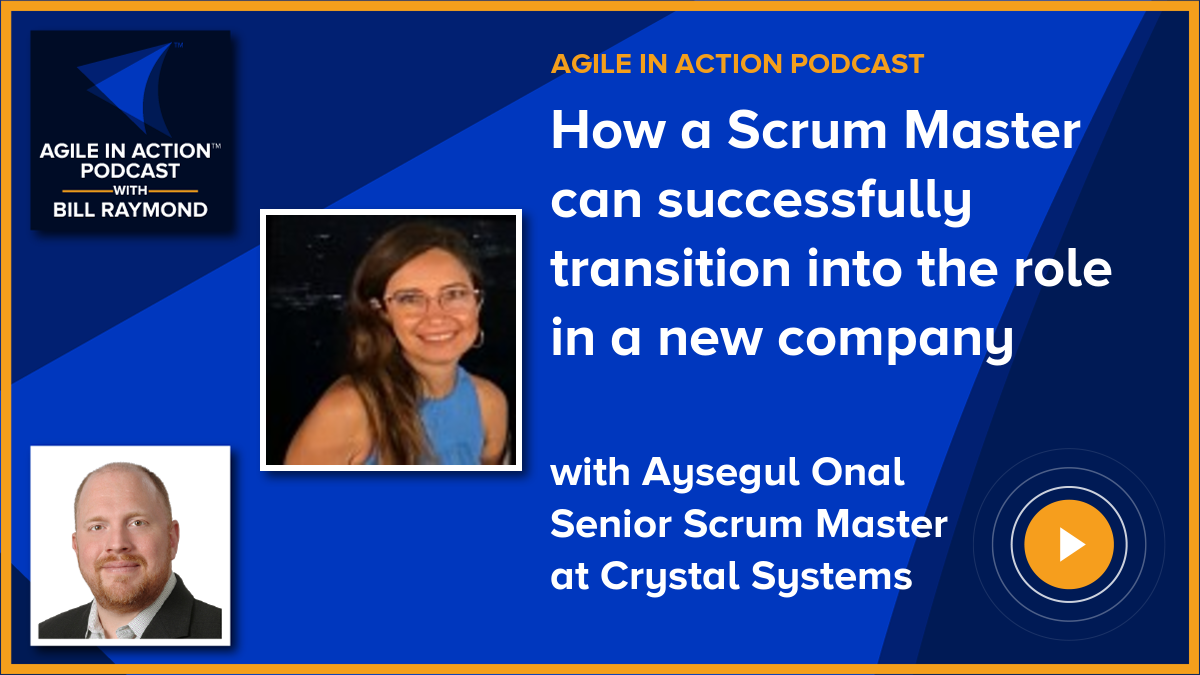 AGILE IN ACTION™
PODCAST
WITH
BILL RAYMOND
AGILE IN ACTION PODCAST
How a Scrum Master
can successfully
transition into the role
in a new company
with Aysegul Onal
Senior Scrum Master
at Crystal Systems